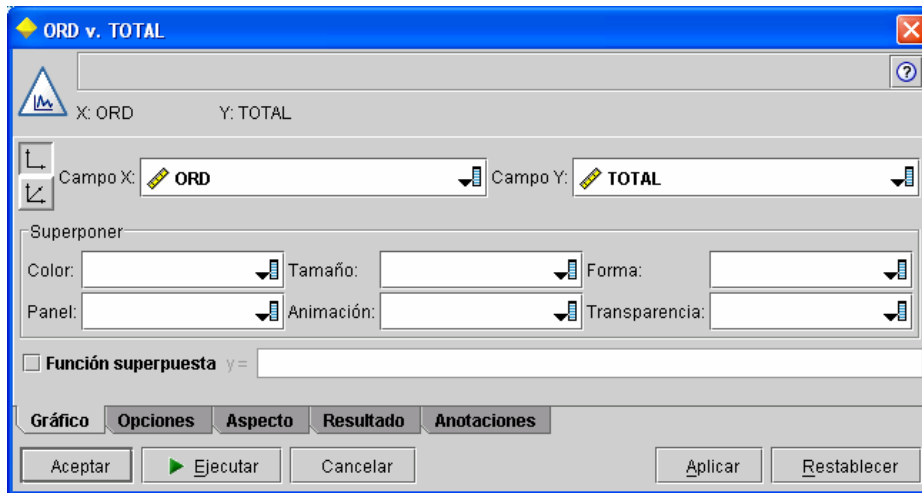 ORD v. TOTAL
X: ORD Y: TOTAL
Campo X: ORD Campo Y: TOTAL
Superponer
Color: Tamaño: Forma:
Panel: Animación: Transparencia:
Función superpuesta y =
Gráfico Opciones Aspecto Resultado Anotaciones
Aceptar Ejecutar Cancelar Aplicar Restablecer